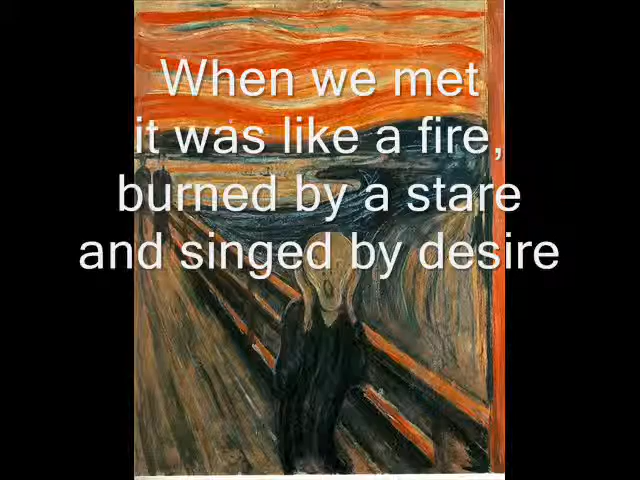 When we met
it was like a fire,
burned by a stare
and singed by desire